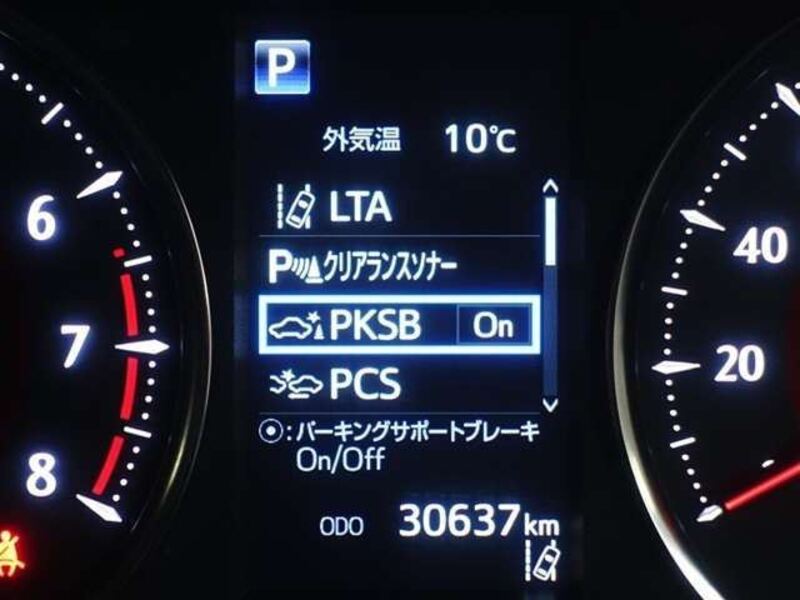 P
外気温 10℃
LTA
Pクリアランスソナー
PKSB On
PCS
:パーキングサポートブレーキ
On/Off
ODO 30637km
6
7
8
40
20